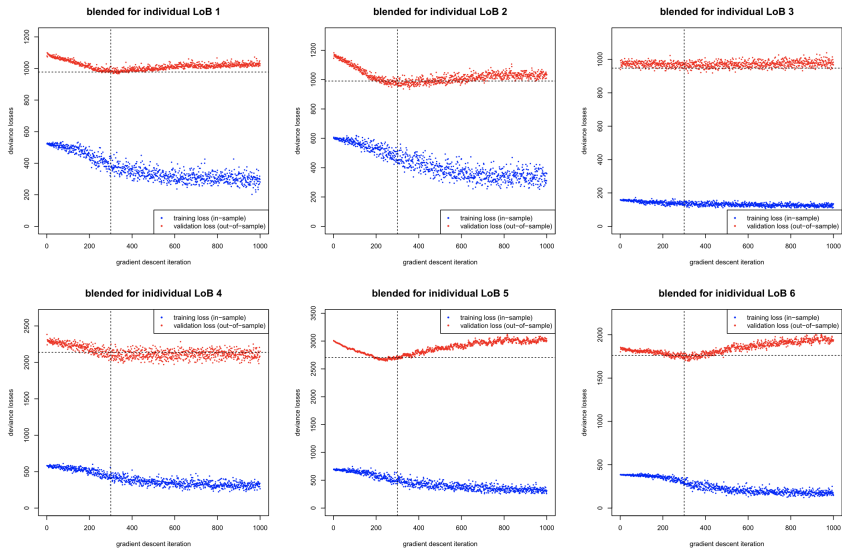 blended for individual LoB 1
deviance losses
0 200 400 600 800 1000 1200
training loss (in−sample)
validation loss (out−of−sample)
0 200 400 600 800 1000
gradient descent iteration
blended for inidividual LoB 2
deviance losses
0 200 400 600 800 1000 1200
training loss (in−sample)
validation loss (out−of−sample)
0 200 400 600 800 1000
gradient descent iteration
blended for inidividual LoB 3
deviance losses
0 200 400 600 800 1000
training loss (in−sample)
validation loss (out−of−sample)
0 200 400 600 800 1000
gradient descent iteration
blended for inidividual LoB 4
deviance losses
0 500 1000 1500 2000 2500
training loss (in−sample)
validation loss (out−of−sample)
0 200 400 600 800 1000
gradient descent iteration
blended for inidividual LoB 5
deviance losses
0 500 1000 1500 2000 2500 3000 3500
training loss (in−sample)
validation loss (out−of−sample)
0 200 400 600 800 1000
gradient descent iteration
blended for inidividual LoB 6
deviance losses
0 500 1000 1500 2000
training loss (in−sample)
validation loss (out−of−sample)
0 200 400 600 800 1000
gradient descent iteration